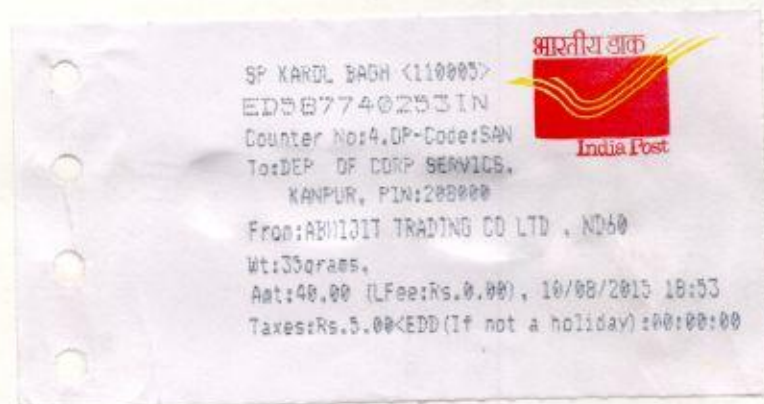 भारतीय डाक
India Post
SP KAROL BAGH <110005>
ED587740253IN
Counter No:4,OP-Code:SAN
To:DEP OF CORP SERVICS,
KANPUR, PIN:208000
From:ABHIJIT TRADING CO LTD , ND60
Wt:35grams,
Amt:40.00 (LFee:Rs.0.00), 10/08/2015 18:53
Taxes:Rs.5.00<EDD(If not a holiday):00:00:00